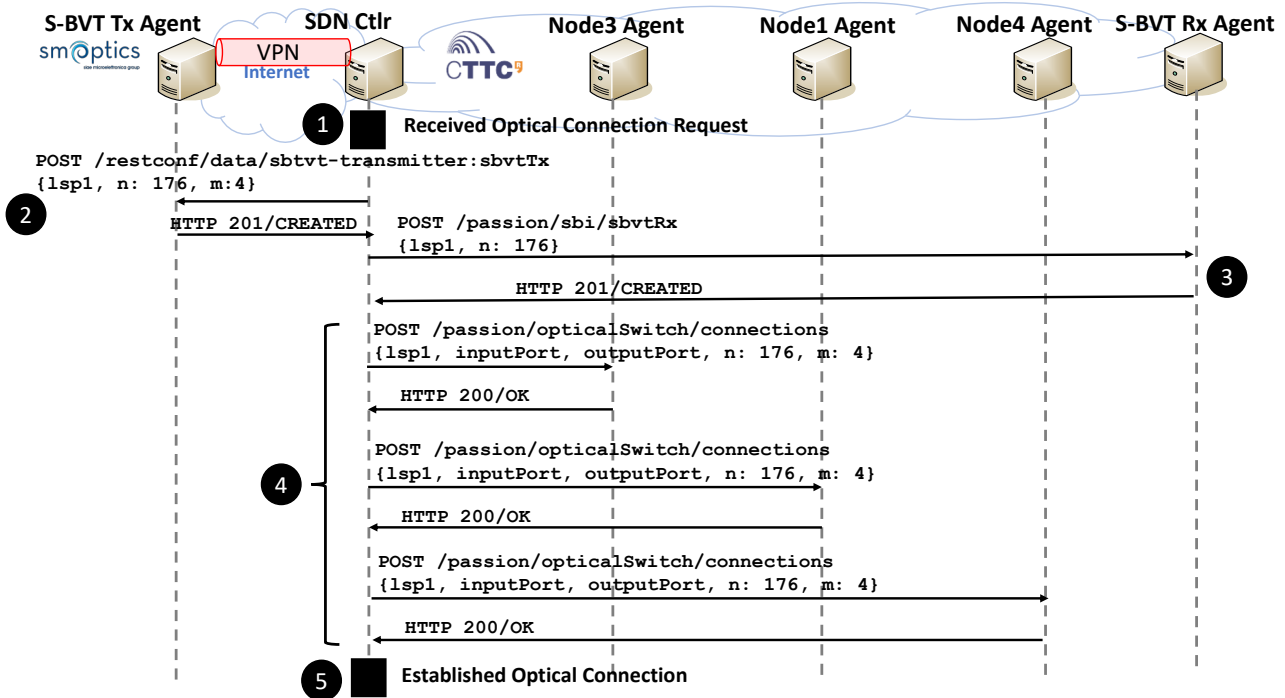 S-BVT Tx Agent
SDN Ctlr
Node3 Agent
Node1 Agent
Node4 Agent
S-BVT Rx Agent
smoptics
siae microelettronica group
VPN
Internet
CTTC
1
Received Optical Connection Request
POST /restconf/data/sbtvt-transmitter:sbvtTx
{lsp1, n: 176, m:4}
2
HTTP 201/CREATED
POST /passion/sbi/sbvtRx
{lsp1, n: 176}
3
HTTP 201/CREATED
POST /passion/opticalSwitch/connections
{lsp1, inputPort, outputPort, n: 176, m: 4}
HTTP 200/OK
POST /passion/opticalSwitch/connections
{lsp1, inputPort, outputPort, n: 176, m: 4}
4
HTTP 200/OK
POST /passion/opticalSwitch/connections
{lsp1, inputPort, outputPort, n: 176, m: 4}
HTTP 200/OK
5
Established Optical Connection